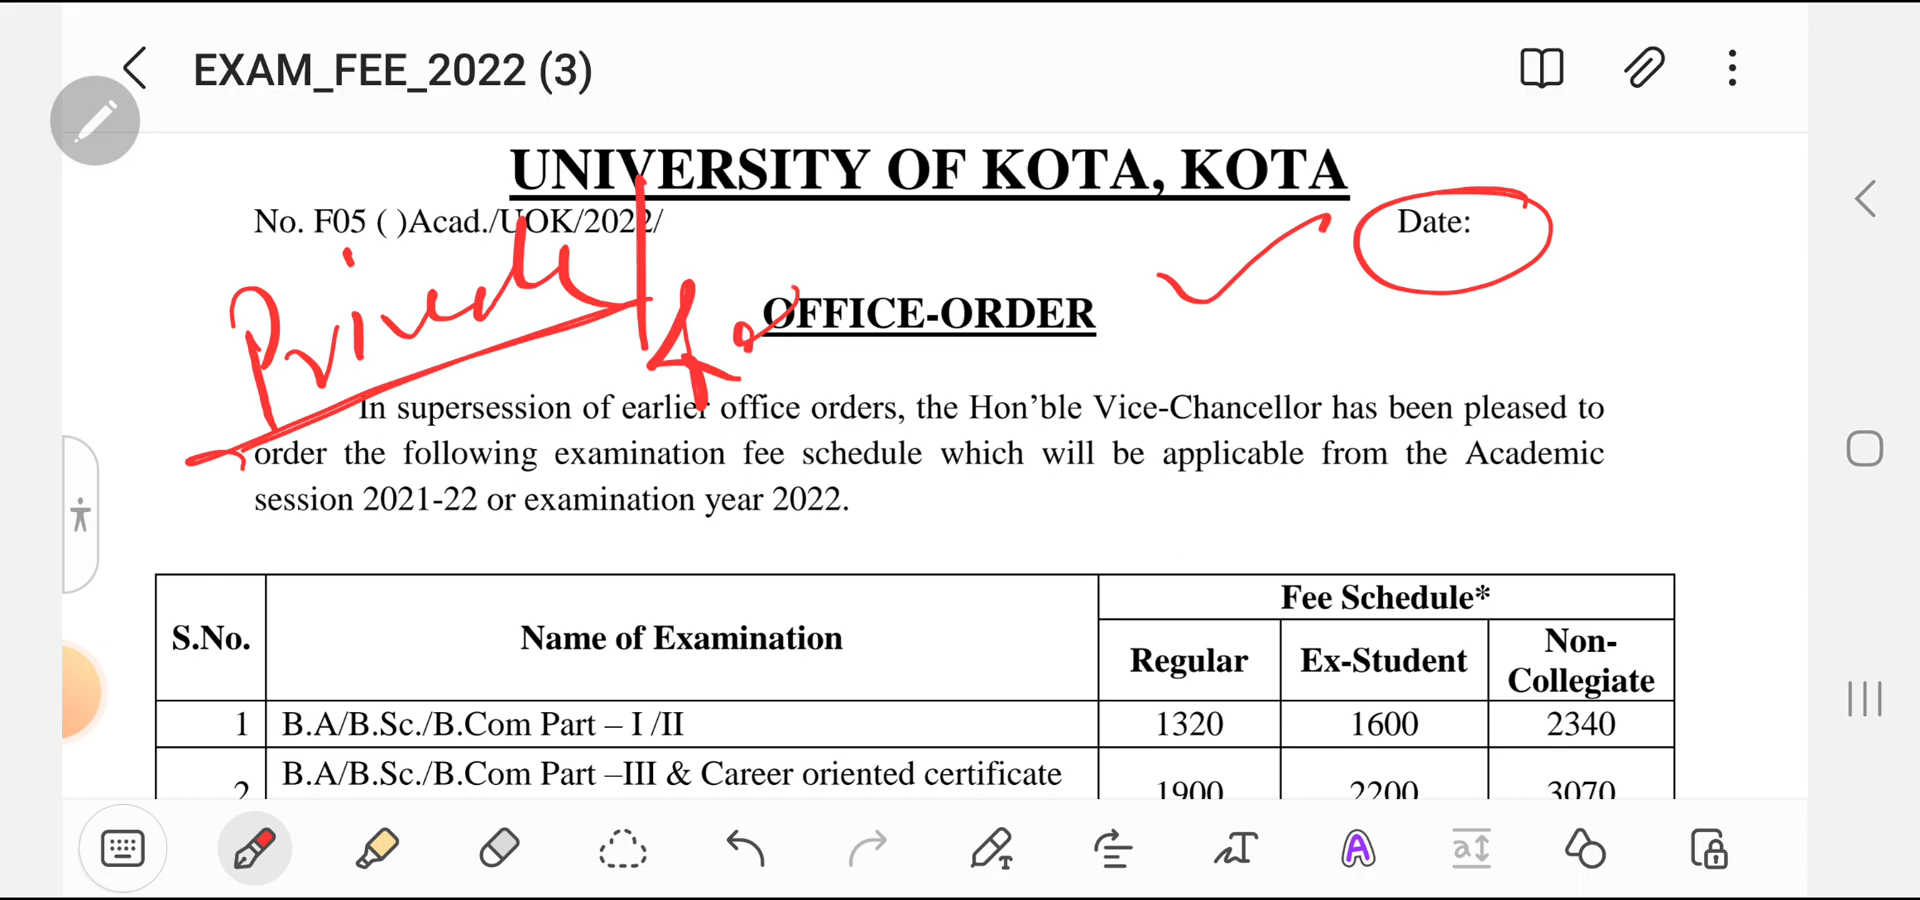 EXAM_FEE_2022 (3)
UNIVERSITY OF KOTA, KOTA
No. F05 ( )Acad./UOK/2022/ Date:
OFFICE-ORDER
In supersession of earlier office orders, the Hon'ble Vice-Chancellor has been pleased to
order the following examination fee schedule which will be applicable from the Academic
session 2021-22 or examination year 2022.
S.No. Name of Examination Fee Schedule*
Regular Ex-Student Non-Collegiate
1 B.A/B.Sc./B.Com Part – I /II 1320 1600 2340
2 B.A/B.Sc./B.Com Part –III & Career oriented certificate 1900 2200 3070